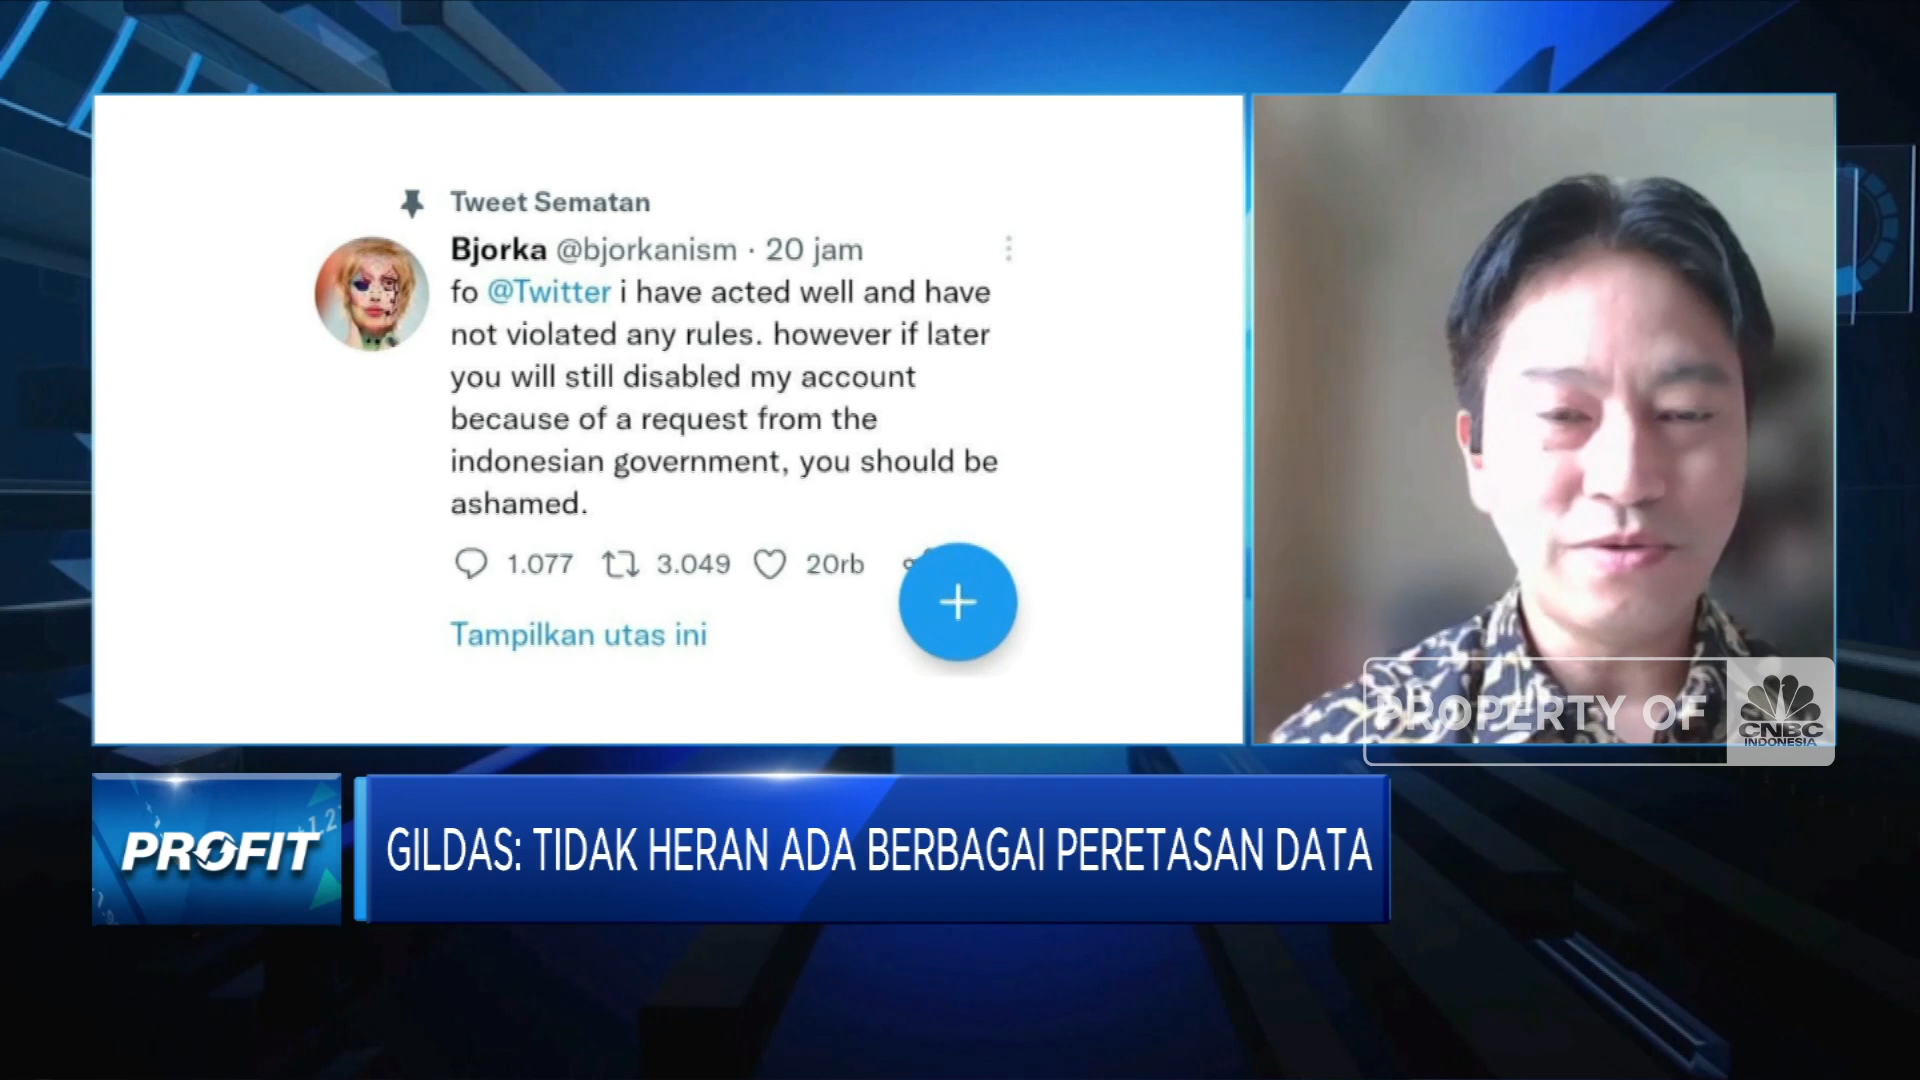 Tweet Sematan
Bjorka @bjorkanism · 20 jam
fo @Twitter i have acted well and have
not violated any rules. however if later
you will still disabled my account
because of a request from the
indonesian government, you should be
ashamed.
1.077 3.049 20rb
Tampilkan utas ini
PROPERTY OF
CNBC
INDONESIA
PROFIT
GILDAS: TIDAK HERAN ADA BERBAGAI PERETASAN DATA